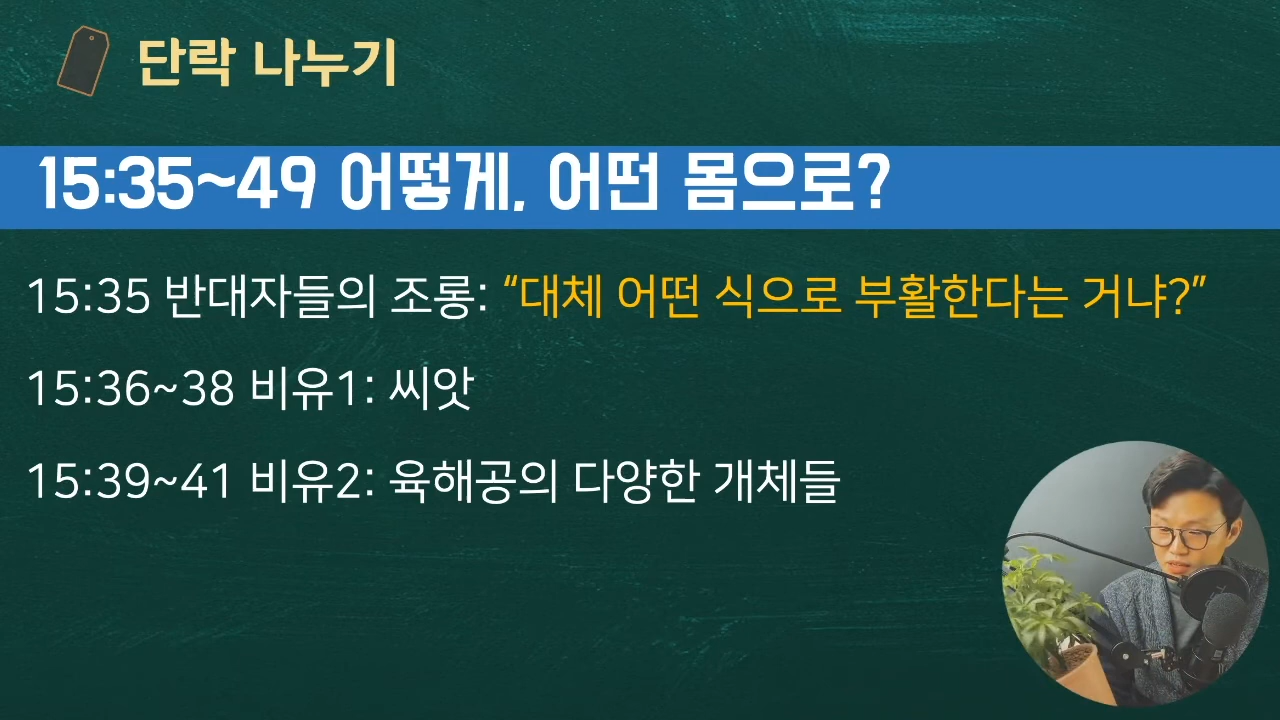 단락 나누기
15:35~49 어떻게, 어떤 몸으로?
15:35 반대자들의 조롱: “대체 어떤 식으로 부활한다는 거냐?”
15:36~38 비유1: 씨앗
15:39~41 비유2: 육해공의 다양한 개체들